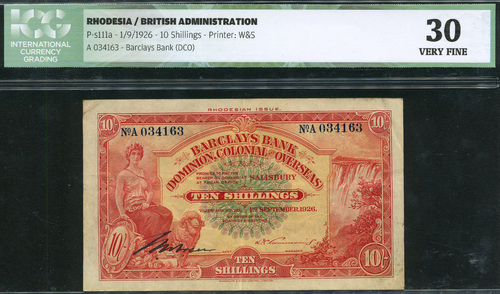 INTERNATIONAL
CURRENCY
GRADING
RHODESIA / BRITISH ADMINISTRATION
P-s111a - 1/9/1926 - 10 Shillings - Printer: W&S
A 034163 - Barclays Bank (DCO)
30
VERY FINE
RHODESIAN ISSUE.
10/-
10/-
NºA 034163
NºA 034163
BARCLAYS BANK
(DOMINION, COLONIAL AND OVERSEAS)
SALISBURY
TEN SHILLINGS
1ST SEPTEMBER, 1926.
10/-
10/-
TEN
SHILLINGS